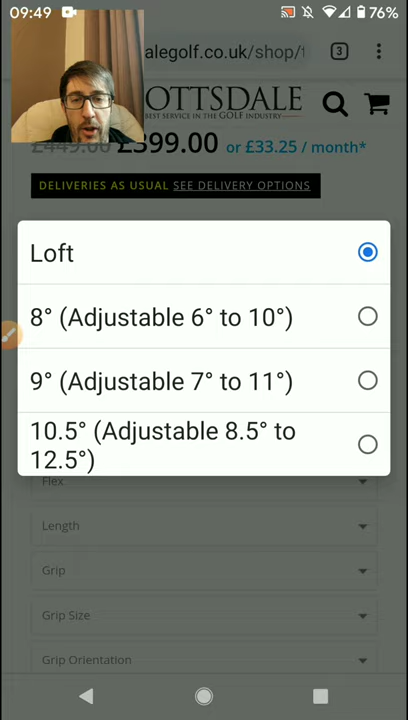 09:49
76%
alegolf.co.uk/shop/
3
OTTSDALE
BEST SERVICE IN THE GOLF INDUSTRY
£449.00 £399.00 or £33.25 / month*
DELIVERIES AS USUAL SEE DELIVERY OPTIONS
Loft
8° (Adjustable 6° to 10°)
9° (Adjustable 7° to 11°)
10.5° (Adjustable 8.5° to
12.5°)
Flex
Length
Grip
Grip Size
Grip Orientation